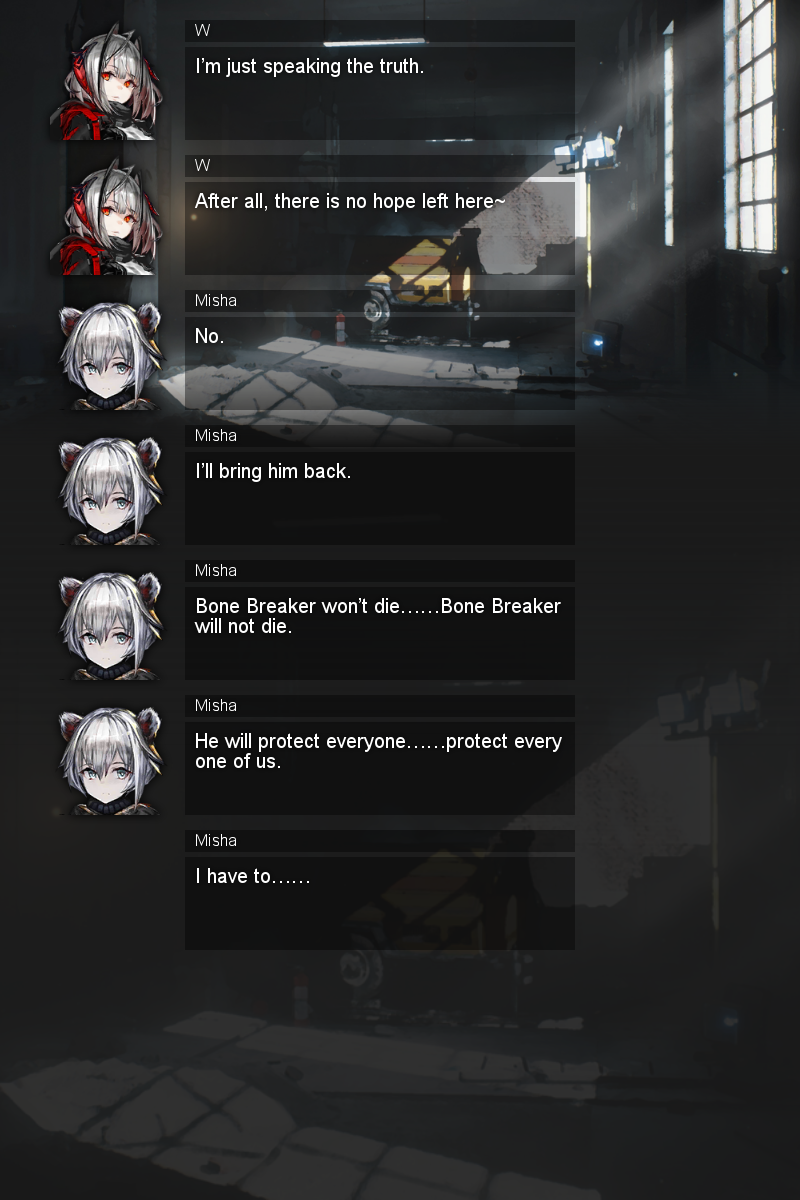 W
I'm just speaking the truth.
W
After all, there is no hope left here~
Misha
No.
Misha
I'll bring him back.
Misha
Bone Breaker won't die……Bone Breaker
will not die.
Misha
He will protect everyone……protect every
one of us.
Misha
I have to……